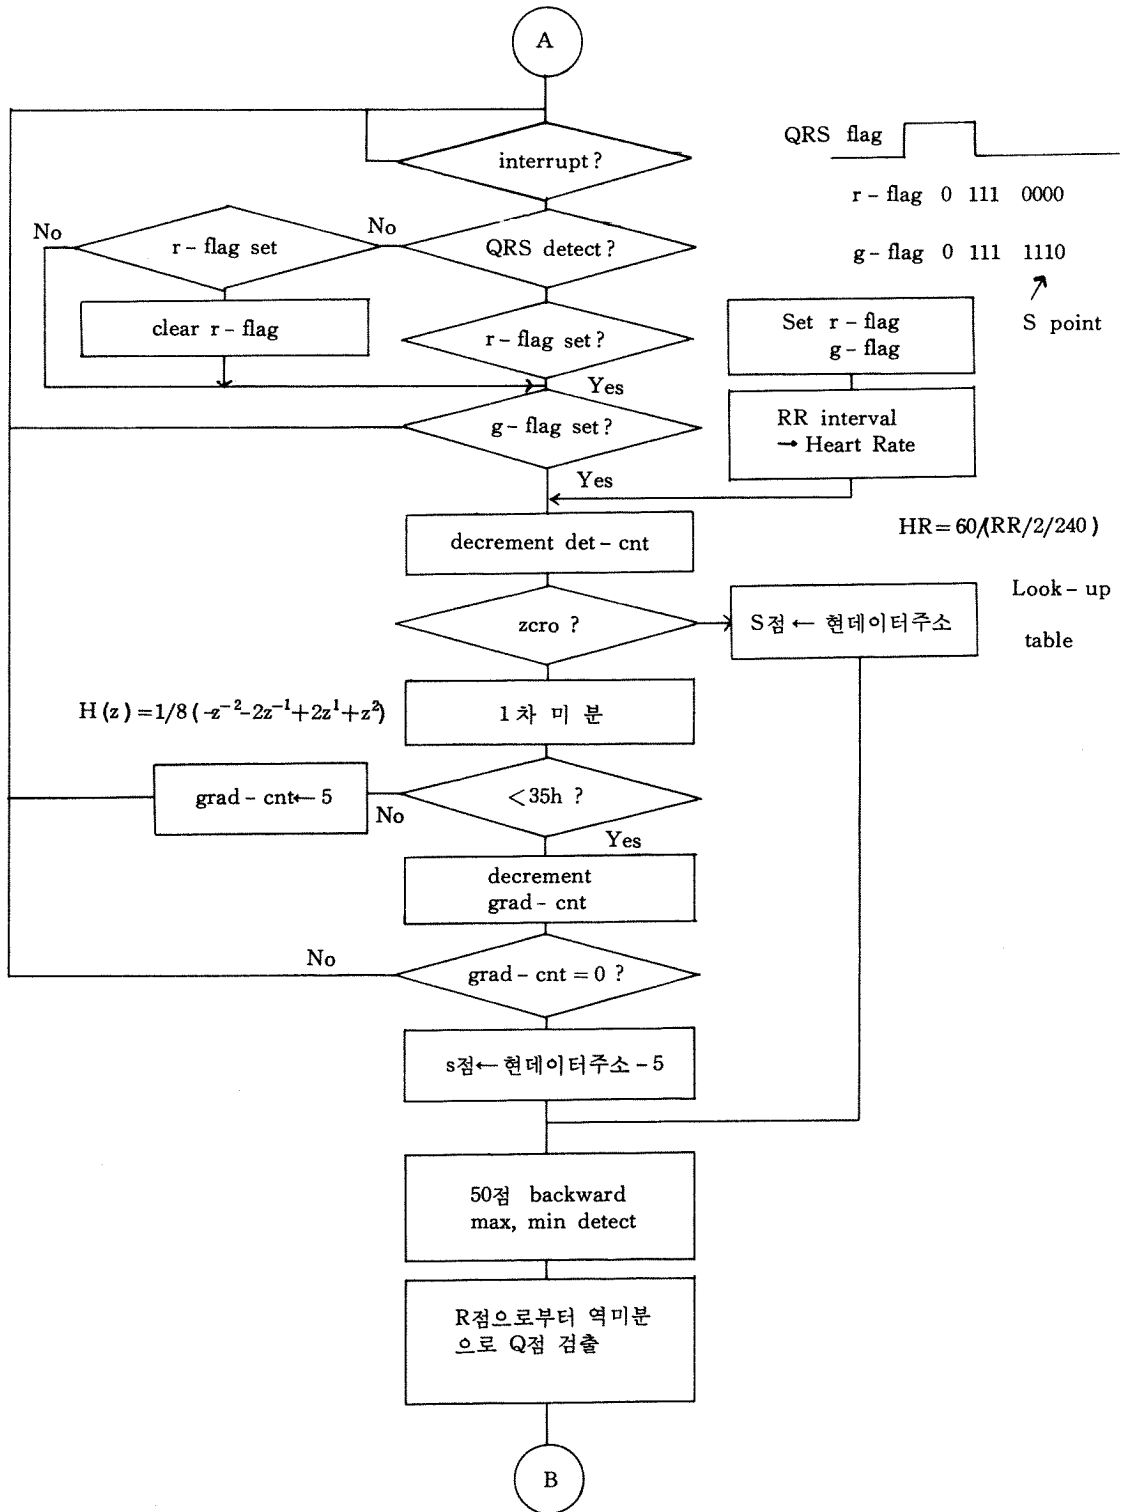 A
interrupt ?
QRS flag
r - flag 0 111 0000
No
r - flag set
No
QRS detect ?
g - flag 0 111 1110
clear r - flag
r - flag set ?
Set r - flag
g - flag
S point
Yes
g - flag set ?
RR interval
→ Heart Rate
Yes
HR = 60/(RR/2/240)
decrement det - cnt
Look - up
table
zcro ?
S점 ← 현데이터주소
H (z) = 1/8 ( -z⁻²-2z⁻¹+2z¹+z²)
1차 미 분
grad - cnt← 5
No
<35h ?
Yes
decrement
grad - cnt
No
grad - cnt = 0 ?
s점← 현데이터주소 - 5
50점 backward
max, min detect
R점으로부터 역미분
으로 Q점 검출
B